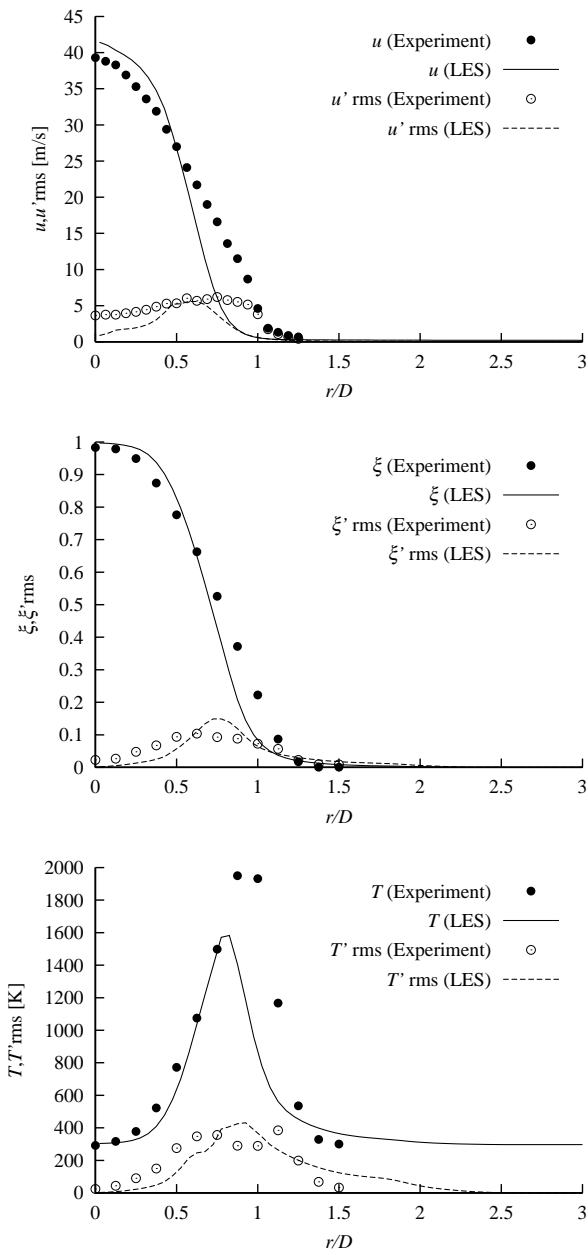 u (Experiment)
u (LES)
u' rms (Experiment)
u' rms (LES)
u,u'rms [m/s]
45
40
35
30
25
20
15
10
5
0
0 0.5 1 1.5 2 2.5 3
r/D
ξ (Experiment)
ξ (LES)
ξ' rms (Experiment)
ξ' rms (LES)
ξ,ξ'rms
1
0.9
0.8
0.7
0.6
0.5
0.4
0.3
0.2
0.1
0
0 0.5 1 1.5 2 2.5 3
r/D
T (Experiment)
T (LES)
T' rms (Experiment)
T' rms (LES)
T,T'rms [K]
2000
1800
1600
1400
1200
1000
800
600
400
200
0
0 0.5 1 1.5 2 2.5 3
r/D